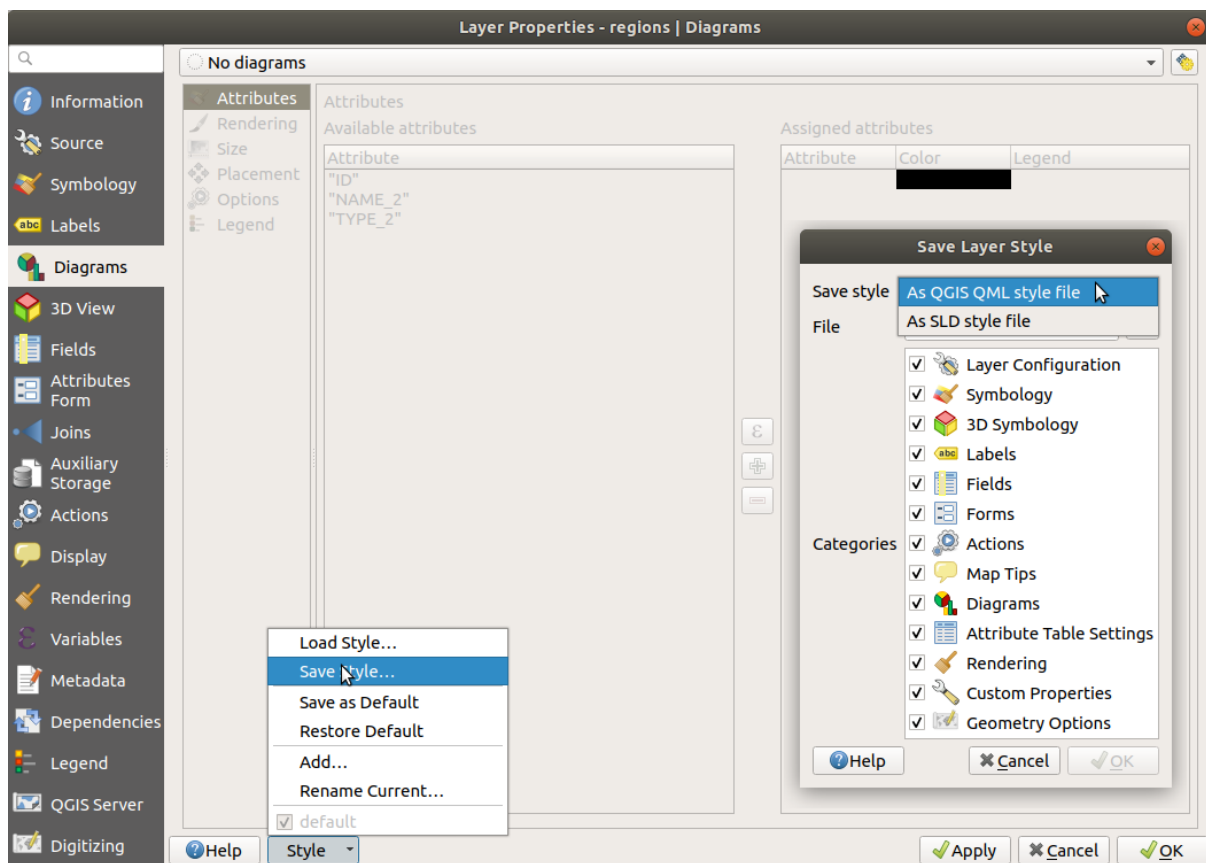 Layer Properties - regions | Diagrams
No diagrams
Information
Source
Symbology
abc Labels
Diagrams
3D View
Fields
Attributes
Form
Joins
Auxiliary
Storage
Actions
Display
Rendering
Variables
Metadata
Dependencies
Legend
QGIS Server
Digitizing
Attributes
Rendering
Size
Placement
Options
Legend
Attributes
Available attributes
Attribute
"ID"
"NAME_2"
"TYPE_2"
Assigned attributes
Attribute Color Legend
Save Layer Style
Save style As QGIS QML style file
As SLD style file
File
Categories
Layer Configuration
Symbology
3D Symbology
abc Labels
Fields
Forms
Actions
Map Tips
Diagrams
Attribute Table Settings
Rendering
Custom Properties
Geometry Options
Help Cancel OK
Load Style...
Save Style...
Save as Default
Restore Default
Add...
Rename Current...
default
Help Style Apply Cancel OK